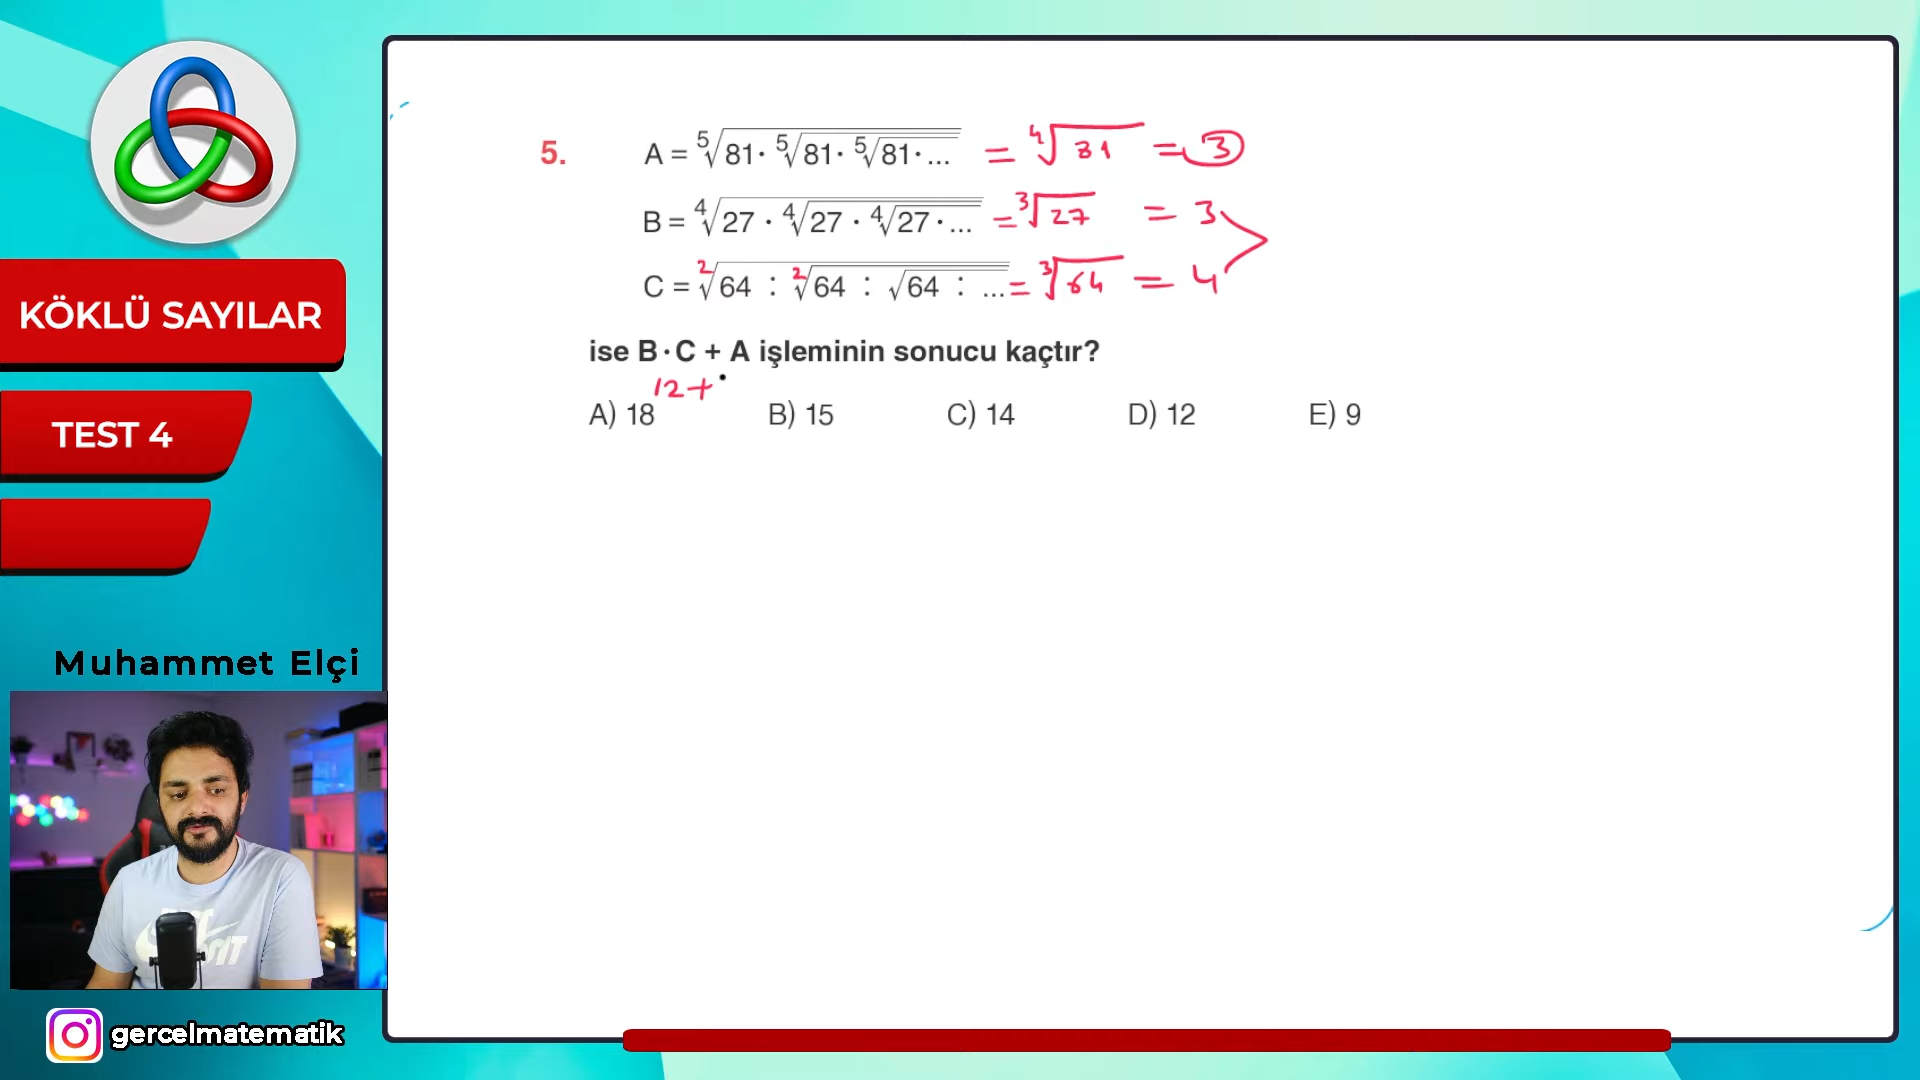 KÖKLÜ SAYILAR
TEST 4
Muhammet Elçi
gercelmatematik
5. A = ⁵√81 · ⁵√81 · ⁵√81 · ... = ⁴√81 = 3
B = ⁴√27 · ⁴√27 · ⁴√27 · ... = ³√27 = 3
C = ²√64 : ²√64 : √64 : ... = ³√64 = 4
ise B · C + A işleminin sonucu kaçtır?
12+
A) 18 B) 15 C) 14 D) 12 E) 9